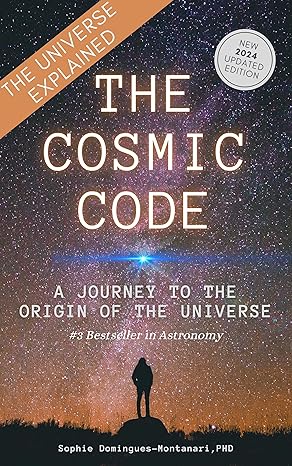 THE UNIVERSE
EXPLAINED
NEW
2024
UPDATED
EDITION
THE
COSMIC
CODE
A JOURNEY TO THE
ORIGIN OF THE UNIVERSE
#3 Bestseller in Astronomy
Sophie Domingues-Montanari,PHD